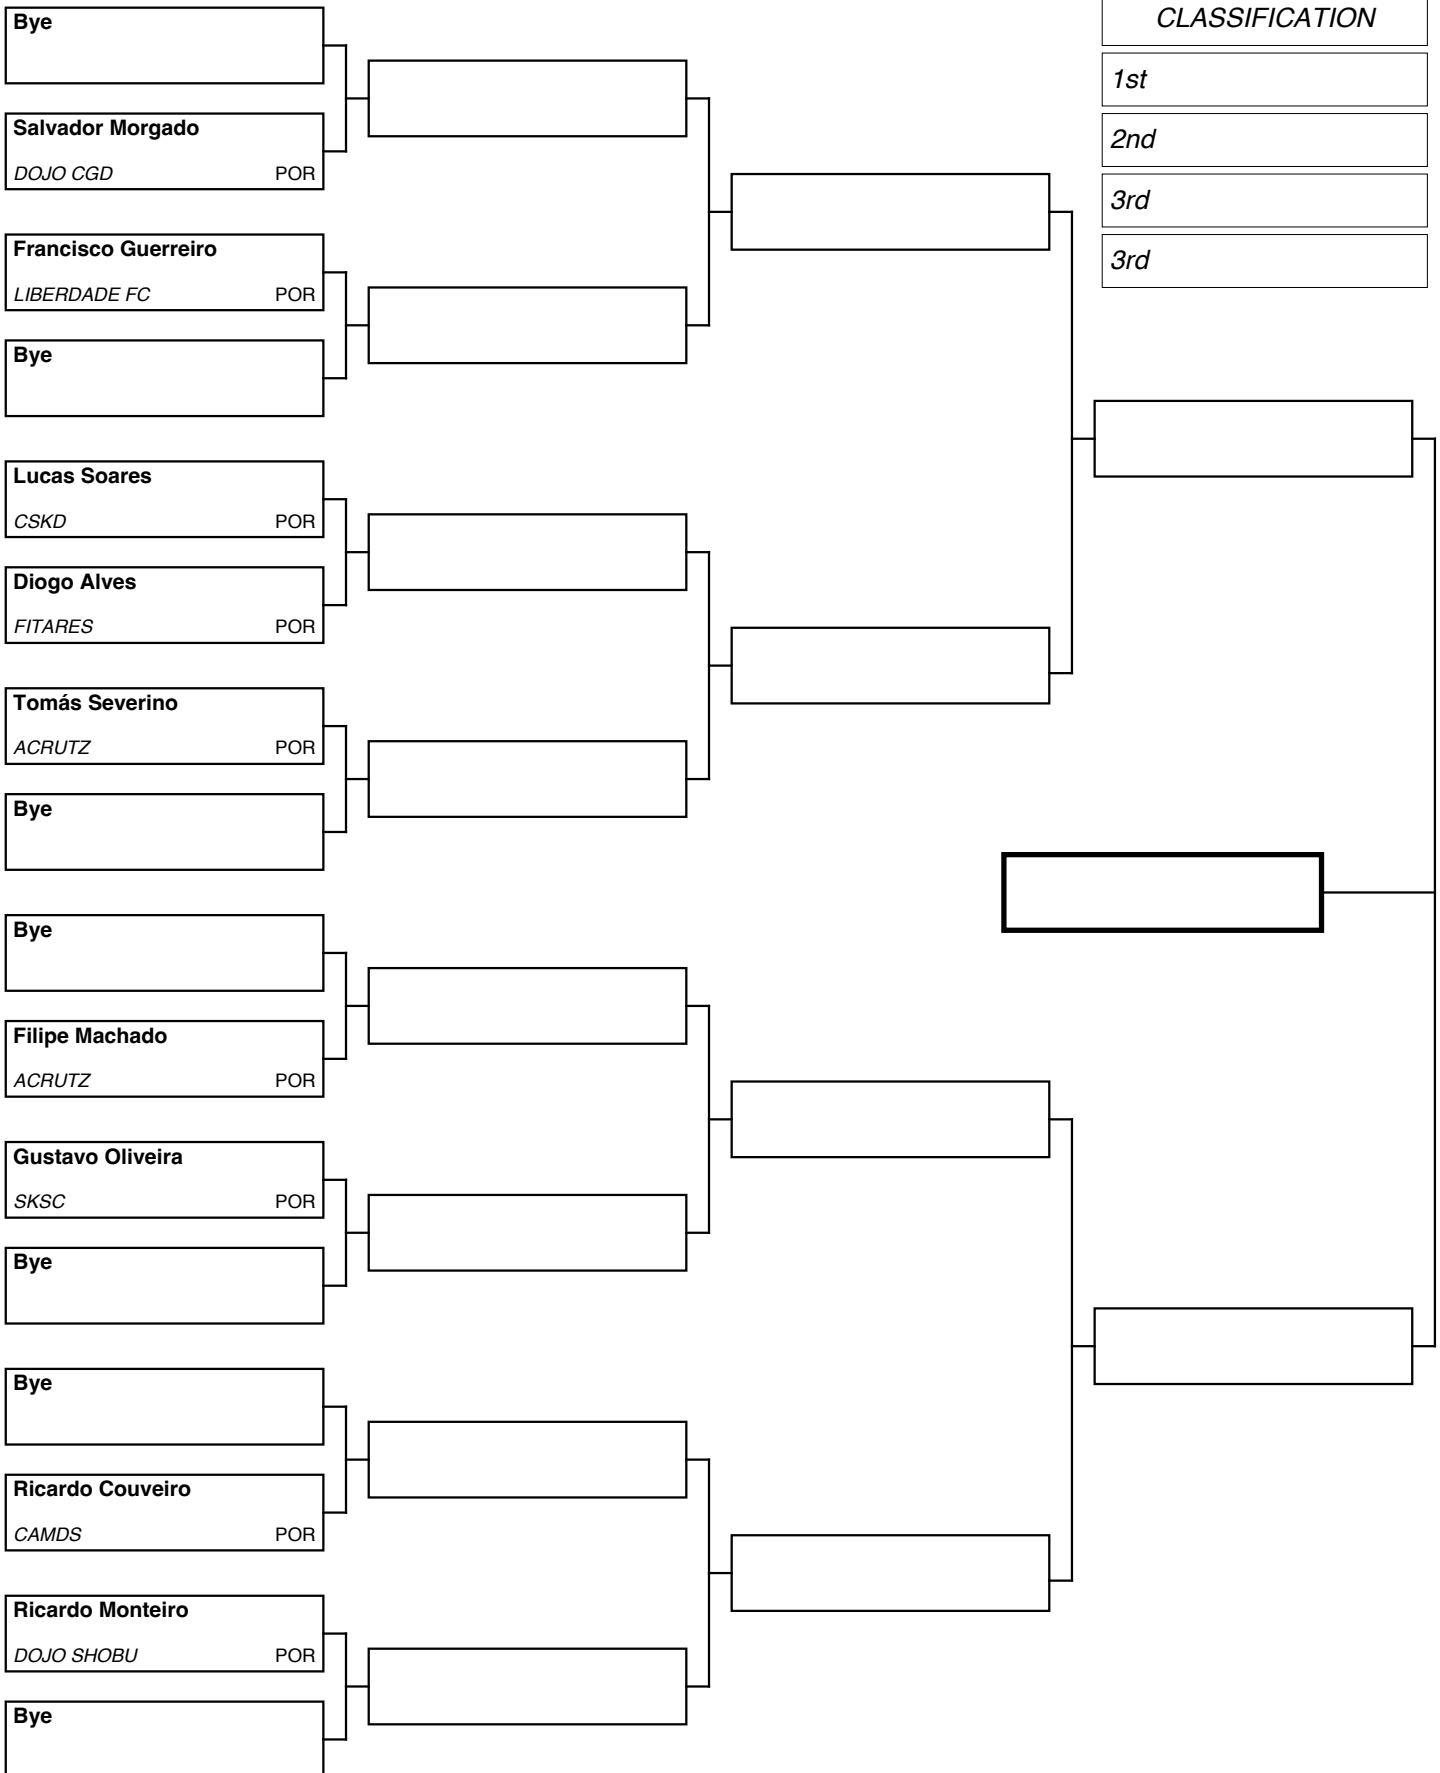 Bye
Salvador Morgado
DOJO CGD POR
Francisco Guerreiro
LIBERDADE FC POR
Bye
Lucas Soares
CSKD POR
Diogo Alves
FITARES POR
Tomás Severino
ACRUTZ POR
Bye
Bye
Filipe Machado
ACRUTZ POR
Gustavo Oliveira
SKSC POR
Bye
Bye
Ricardo Couveiro
CAMDS POR
Ricardo Monteiro
DOJO SHOBU POR
Bye
CLASSIFICATION
1st
2nd
3rd
3rd